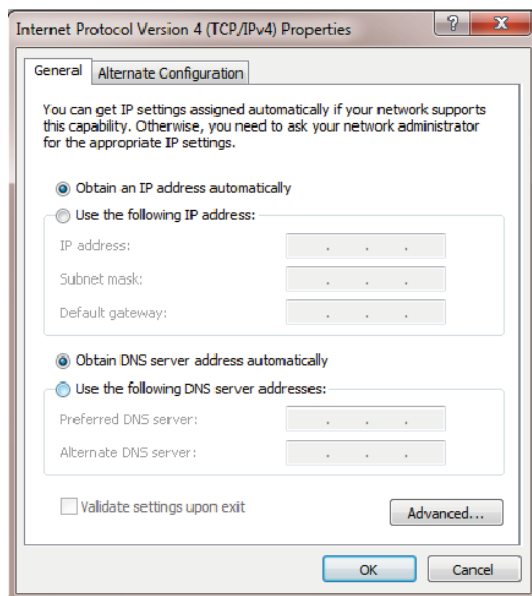 Internet Protocol Version 4 (TCP/IPv4) Properties
?
General
Alternate Configuration
You can get IP settings assigned automatically if your network supports
this capability. Otherwise, you need to ask your network administrator
for the appropriate IP settings.
Obtain an IP address automatically
Use the following IP address:
IP address:
Subnet mask:
Default gateway:
Obtain DNS server address automatically
Use the following DNS server addresses:
Preferred DNS server:
Alternate DNS server:
Validate settings upon exit
Advanced...
OK
Cancel